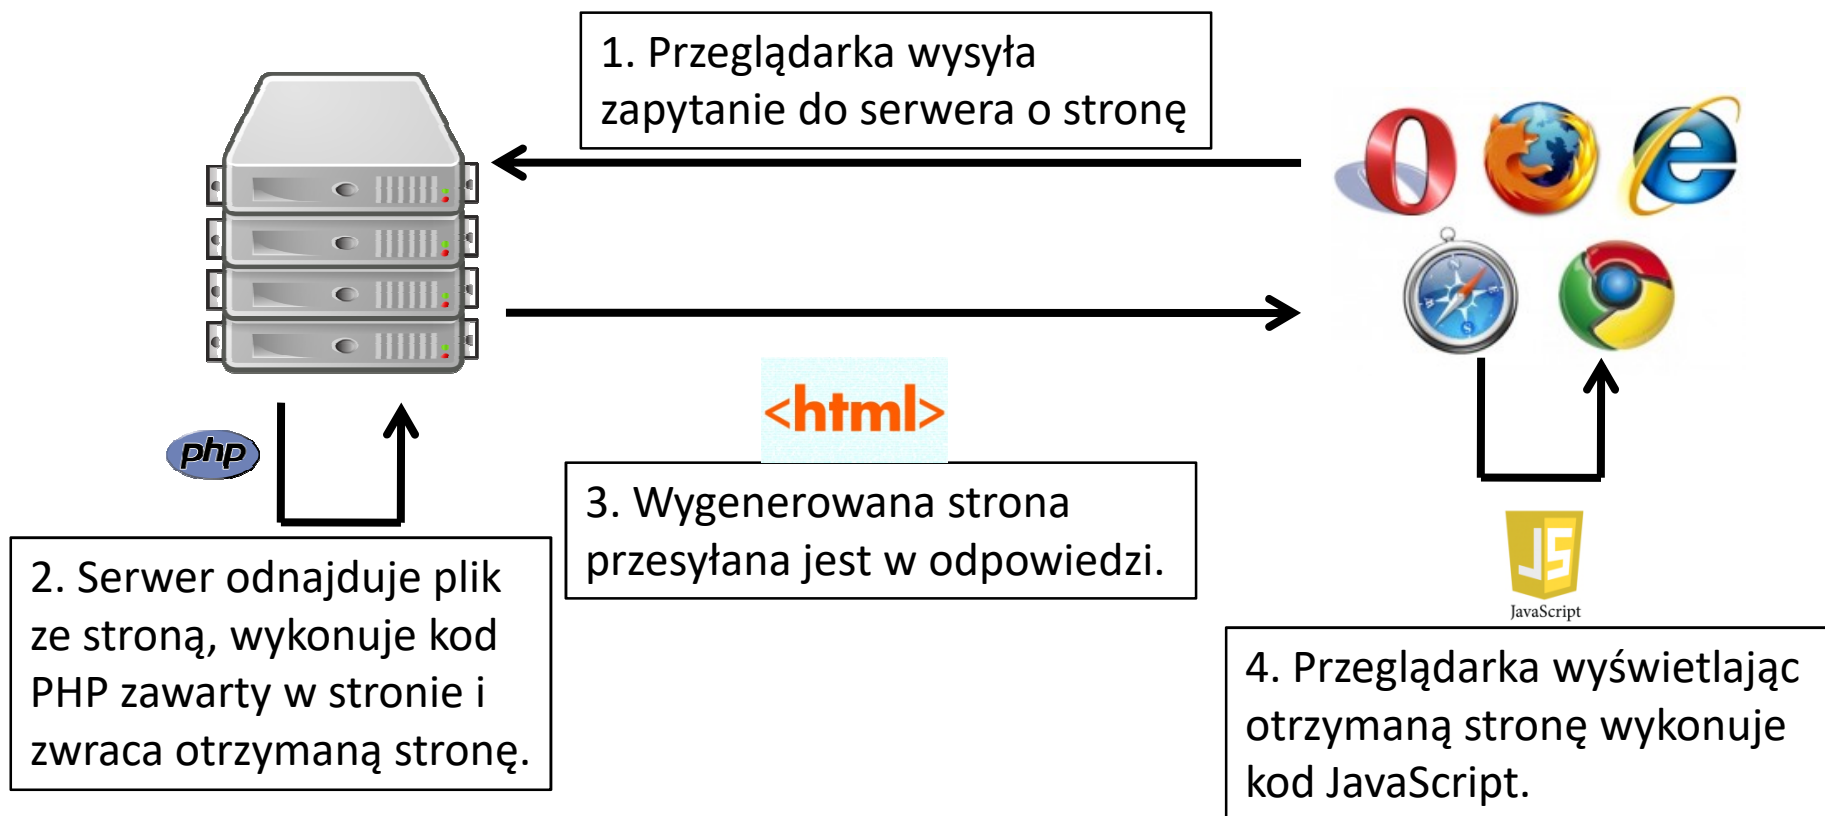 1. Przeglądarka wysyła
zapytanie do serwera o stronę
php
<html>
2. Serwer odnajduje plik
ze stroną, wykonuje kod
PHP zawarty w stronie i
zwraca otrzymaną stronę.
3. Wygenerowana strona
przesyłana jest w odpowiedzi.
JS
JavaScript
4. Przeglądarka wyświetlając
otrzymaną stronę wykonuje
kod JavaScript.